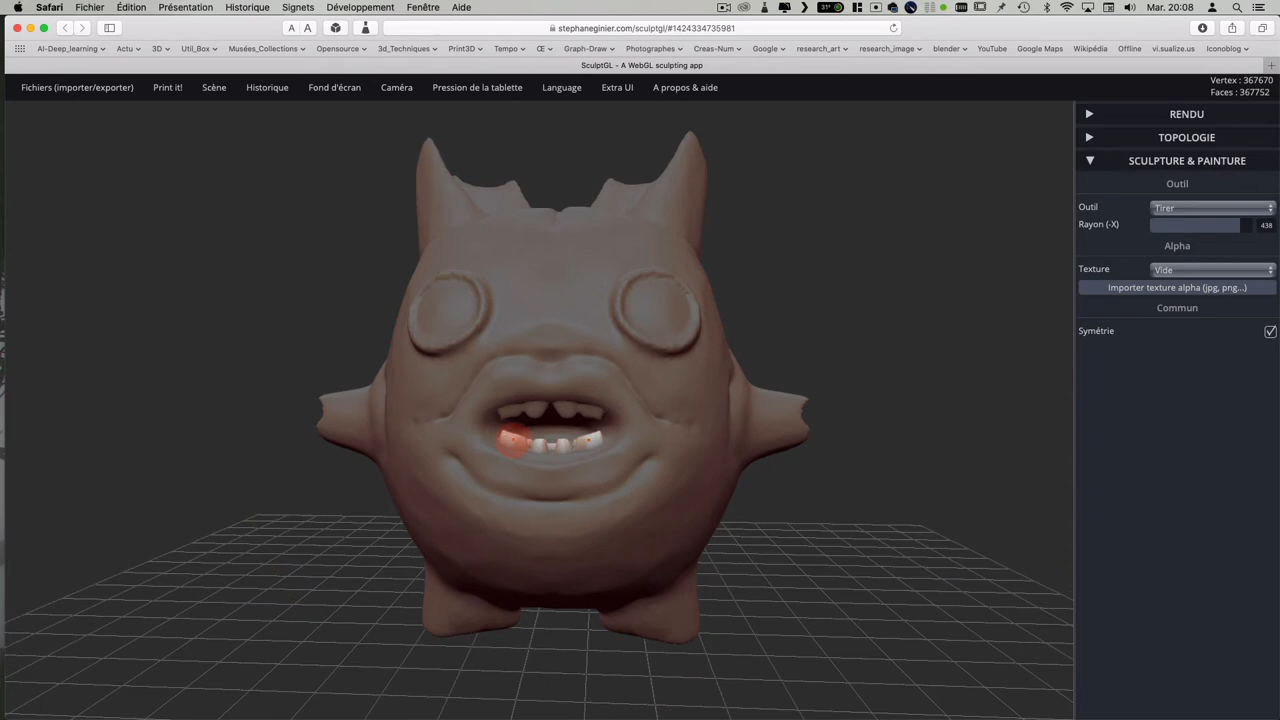 Safari Fichier Édition Présentation Historique Signets Développement Fenêtre Aide 31° Mar. 20:08
A A stephaneginier.com/sculptgl/#1424334735981
AI-Deep_learning Actu 3D Util_Box Musées_Collections Opensource 3d_Techniques Print3D Tempo Œ Graph-Draw Photographes Creas-Num Google research_art research_image blender YouTube Google Maps Wikipédia Offline vi.sualize.us Iconoblog
SculptGL - A WebGL sculpting app
Fichiers (importer/exporter) Print it! Scène Historique Fond d'écran Caméra Pression de la tablette Language Extra UI A propos & aide
Vertex : 367670
Faces : 367752
RENDU
TOPOLOGIE
SCULPTURE & PAINTURE
Outil
Outil Tirer
Rayon (-X) 438
Alpha
Texture Vide
Importer texture alpha (jpg, png...)
Commun
Symétrie